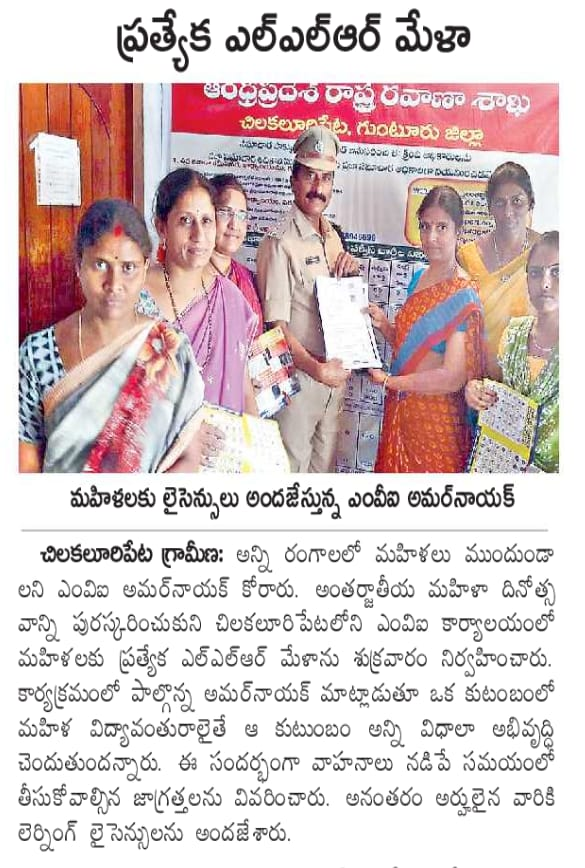 ప్రత్యేక ఎల్ఎల్ఆర్ మేళా
ఆంధ్రప్రదేశ్ రాష్ట్ర రవాణా శాఖ
చిలకలూరిపేట, గుంటూరు జిల్లా
మహిళలకు లైసెన్సులు అందజేస్తున్న ఎంవీఐ అమర్‌నాయక్
చిలకలూరిపేట గ్రామీణ: అన్ని రంగాలలో మహిళలు ముందుండా
లని ఎంవిఐ అమర్‌నాయక్ కోరారు. అంతర్జాతీయ మహిళా దినోత్స
వాన్ని పురస్కరించుకుని చిలకలూరిపేటలోని ఎంవిఐ కార్యాలయంలో
మహిళలకు ప్రత్యేక ఎల్ఎల్ఆర్ మేళాను శుక్రవారం నిర్వహించారు.
కార్యక్రమంలో పాల్గొన్న అమర్‌నాయక్ మాట్లాడుతూ ఒక కుటంబంలో
మహిళ విద్యావంతురాలైతే ఆ కుటుంబం అన్ని విధాలా అభివృద్ధి
చెందుతుందన్నారు. ఈ సందర్భంగా వాహనాలు నడిపే సమయంలో
తీసుకోవాల్సిన జాగ్రత్తలను వివరించారు. అనంతరం అర్హులైన వారికి
లెర్నింగ్ లైసెన్సులను అందజేశారు.